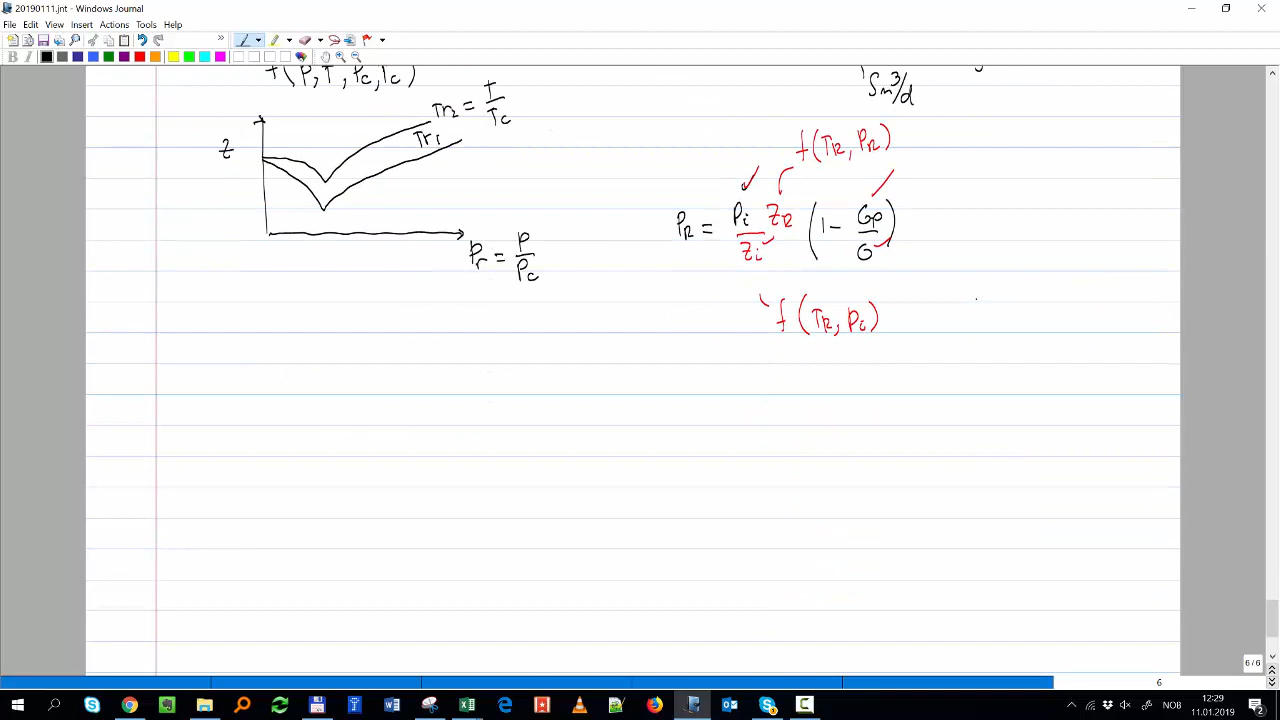 20190111.jnt - Windows Journal
File Edit View Insert Actions Tools Help
B I
f(P, T, Pc, Tc)
Sm³/d
Tr2 = T/Tc
Tr1
Z
Pr = P/Pc
f(TR, PR)
PR = Pi/Zi ZR (1 - Gp/G)
f(TR, Pi)
6/6
6
NOB
12:29
11.01.2019